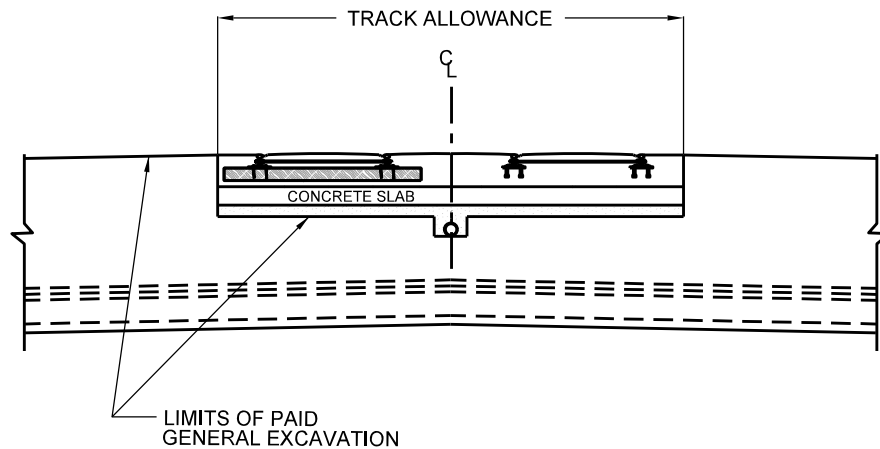 TRACK ALLOWANCE
C
L
CONCRETE SLAB
LIMITS OF PAID
GENERAL EXCAVATION